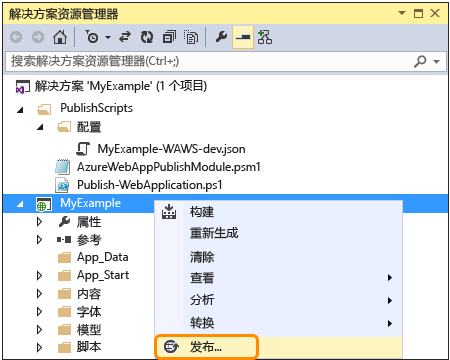 解决方案资源管理器
搜索解决方案资源管理器(Ctrl+;)
解决方案 'MyExample' (1 个项目)
PublishScripts
配置
MyExample-WAWS-dev.json
AzureWebAppPublishModule.psm1
Publish-WebApplication.ps1
MyExample
属性
构建
参考
重新生成
App_Data
清除
App_Start
查看
内容
分析
字体
转换
模型
脚本
发布...